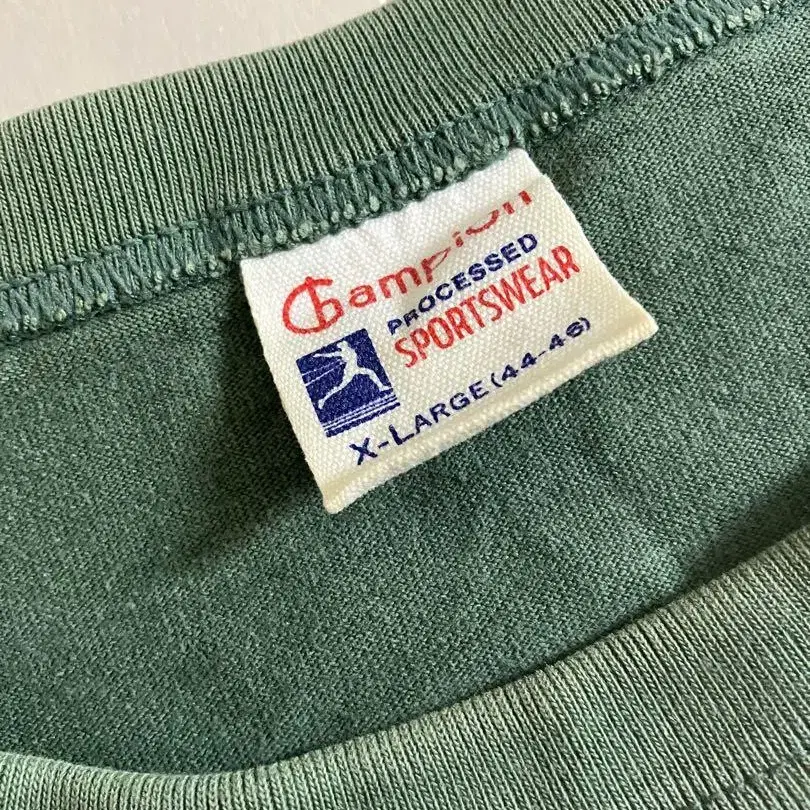 Champion
PROCESSED
SPORTSWEAR
X-LARGE (44-46)